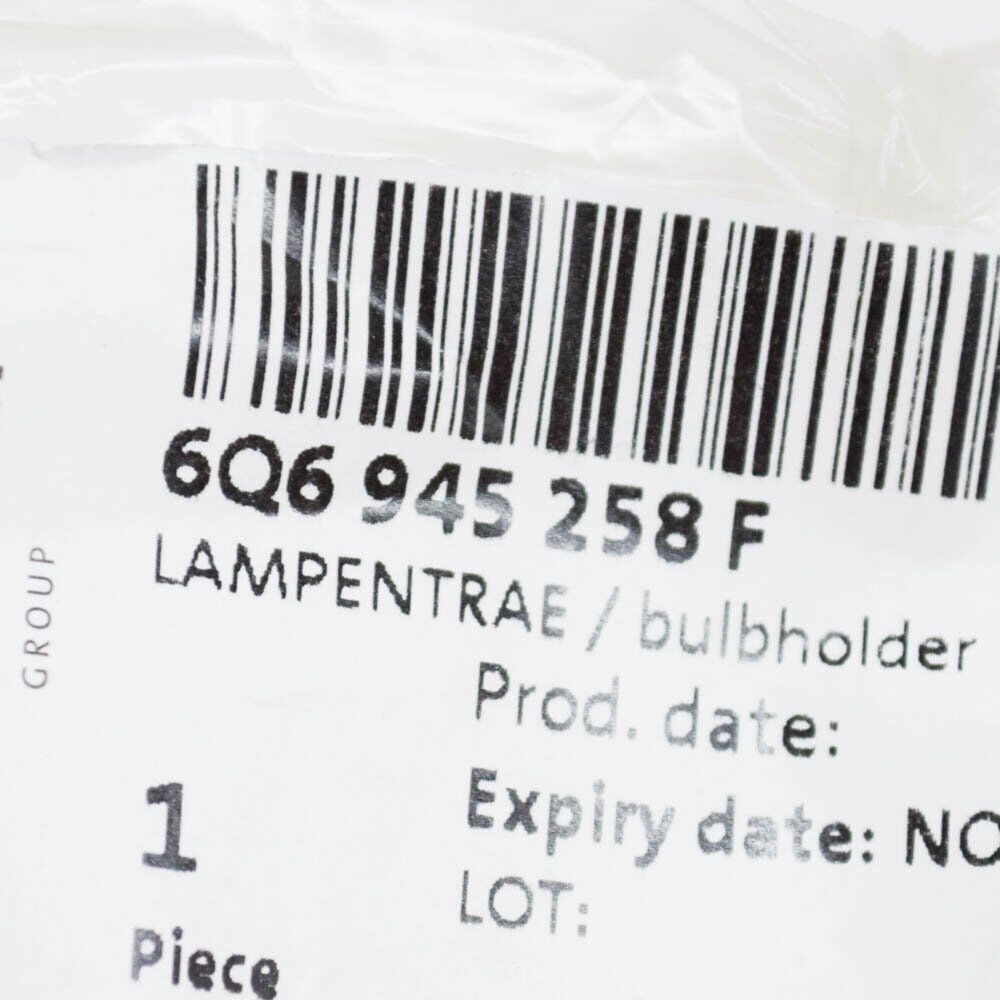 6Q6 945 258 F
LAMPENTRAE / bulbholder
Prod. date:
Expiry date: NO
LOT:
1
Piece
GROUP